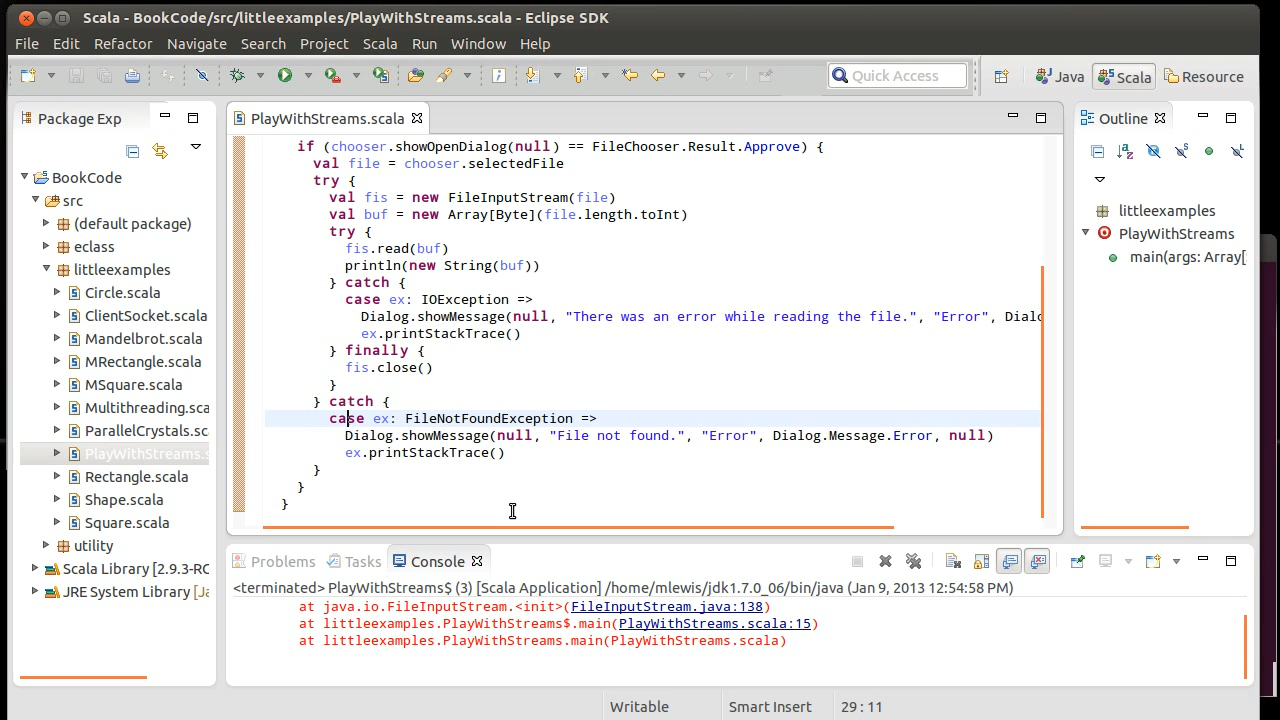 Scala - BookCode/src/littleexamples/PlayWithStreams.scala - Eclipse SDK
File Edit Refactor Navigate Search Project Scala Run Window Help
Quick Access Java Scala Resource
Package Exp
BookCode
src
(default package)
eclass
littleexamples
Circle.scala
ClientSocket.scala
Mandelbrot.scala
MRectangle.scala
MSquare.scala
Multithreading.sca
ParallelCrystals.sc
PlayWithStreams.s
Rectangle.scala
Shape.scala
Square.scala
utility
Scala Library [2.9.3-RC
JRE System Library [Ja
PlayWithStreams.scala
if (chooser.showOpenDialog(null) == FileChooser.Result.Approve) {
val file = chooser.selectedFile
try {
val fis = new FileInputStream(file)
val buf = new Array[Byte](file.length.toInt)
try {
fis.read(buf)
println(new String(buf))
} catch {
case ex: IOException =>
Dialog.showMessage(null, "There was an error while reading the file.", "Error", Dialo
ex.printStackTrace()
} finally {
fis.close()
}
} catch {
case ex: FileNotFoundException =>
Dialog.showMessage(null, "File not found.", "Error", Dialog.Message.Error, null)
ex.printStackTrace()
}
}
}
Outline
littleexamples
PlayWithStreams
main(args: Array[
Problems Tasks Console
<terminated> PlayWithStreams$ (3) [Scala Application] /home/mlewis/jdk1.7.0_06/bin/java (Jan 9, 2013 12:54:58 PM)
at java.io.FileInputStream.<init>(FileInputStream.java:138)
at littleexamples.PlayWithStreams$.main(PlayWithStreams.scala:15)
at littleexamples.PlayWithStreams.main(PlayWithStreams.scala)
Writable Smart Insert 29 : 11